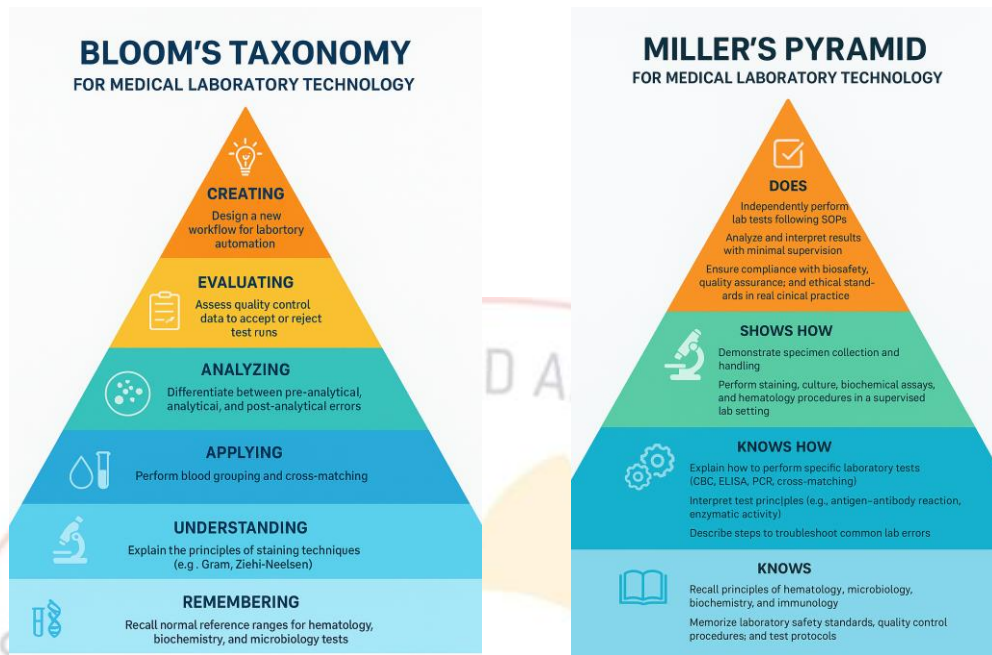 BLOOM'S TAXONOMY
FOR MEDICAL LABORATORY TECHNOLOGY
CREATING
Design a new
workflow for labortory
automation
EVALUATING
Assess quality control
data to accept or reject
test runs
ANALYZING
Differentiate between pre-analytical,
analyticai, and post-analytical errors
APPLYING
Perform blood grouping and cross-matching
UNDERSTANDING
Explain the principles of staining techniques
(e.g. Gram, Ziehi-Neelsen)
REMEMBERING
Recall normal reference ranges for hematology,
biochemistry, and microbiology tests
MILLER'S PYRAMID
FOR MEDICAL LABORATORY TECHNOLOGY
DOES
Independently perform
lab tests following SOPs
Analyze and interpret results
with minimal supervision
Ensure compliance with biosafety,
quality assurance; and ethical stand-
ards in real cinical practice
SHOWS HOW
Demonstrate specimen collection and
handling
Perform staining, culture, biochemical assays,
and hematology procedures in a supervised
lab setting
KNOWS HOW
Explain how to perform specific laboratory tests
(CBC, ELISA, PCR, cross-matching)
Interpret test principles (e.g., antigen–antibody reaction,
enzymatic activity)
Describe steps to troubleshoot common lab errors
KNOWS
Recall principles of hematology, microbiology,
biochemistry, and immunology
Memorize laboratory safety standards, quality control
procedures; and test protocols